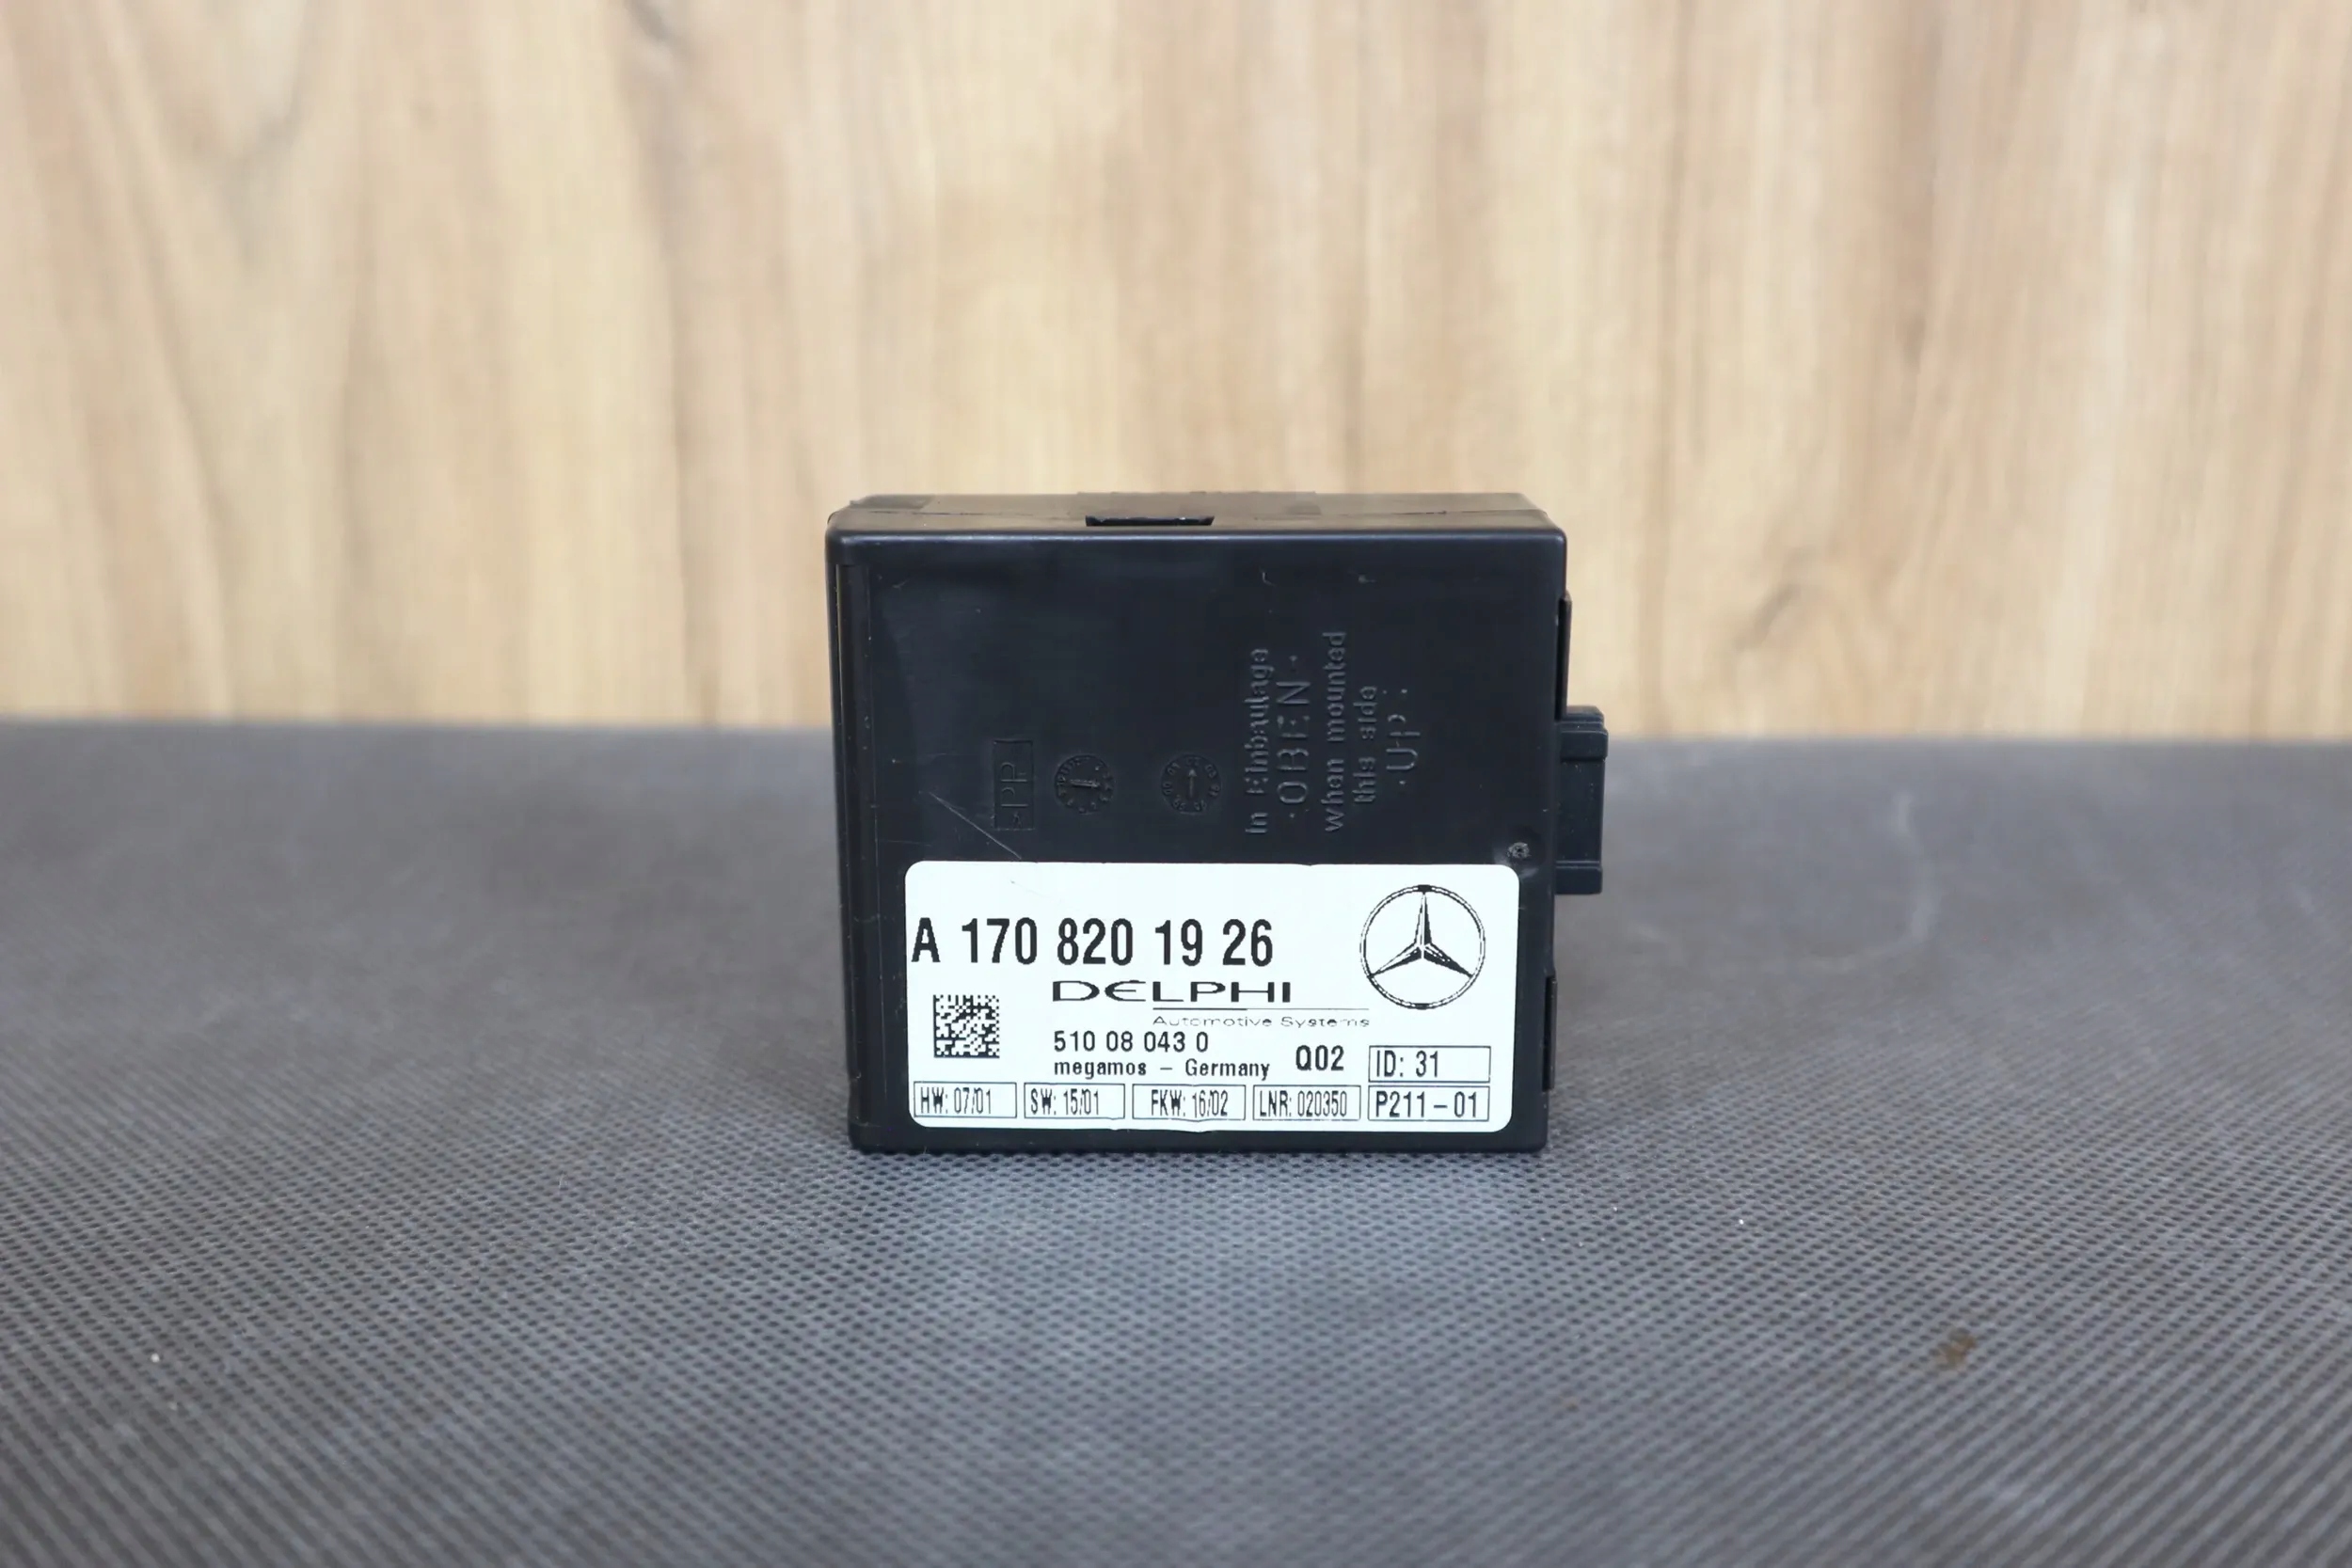 in Einbaulage
·OBEN·
when mounted
this side
·UP·
PP
A 170 820 19 26
DELPHI
Automotive Systems
510 08 043 0
megamos – Germany
Q02
ID: 31
HW: 07/01
SW: 15/01
FKW: 16/02
LNR: 020350
P211-01